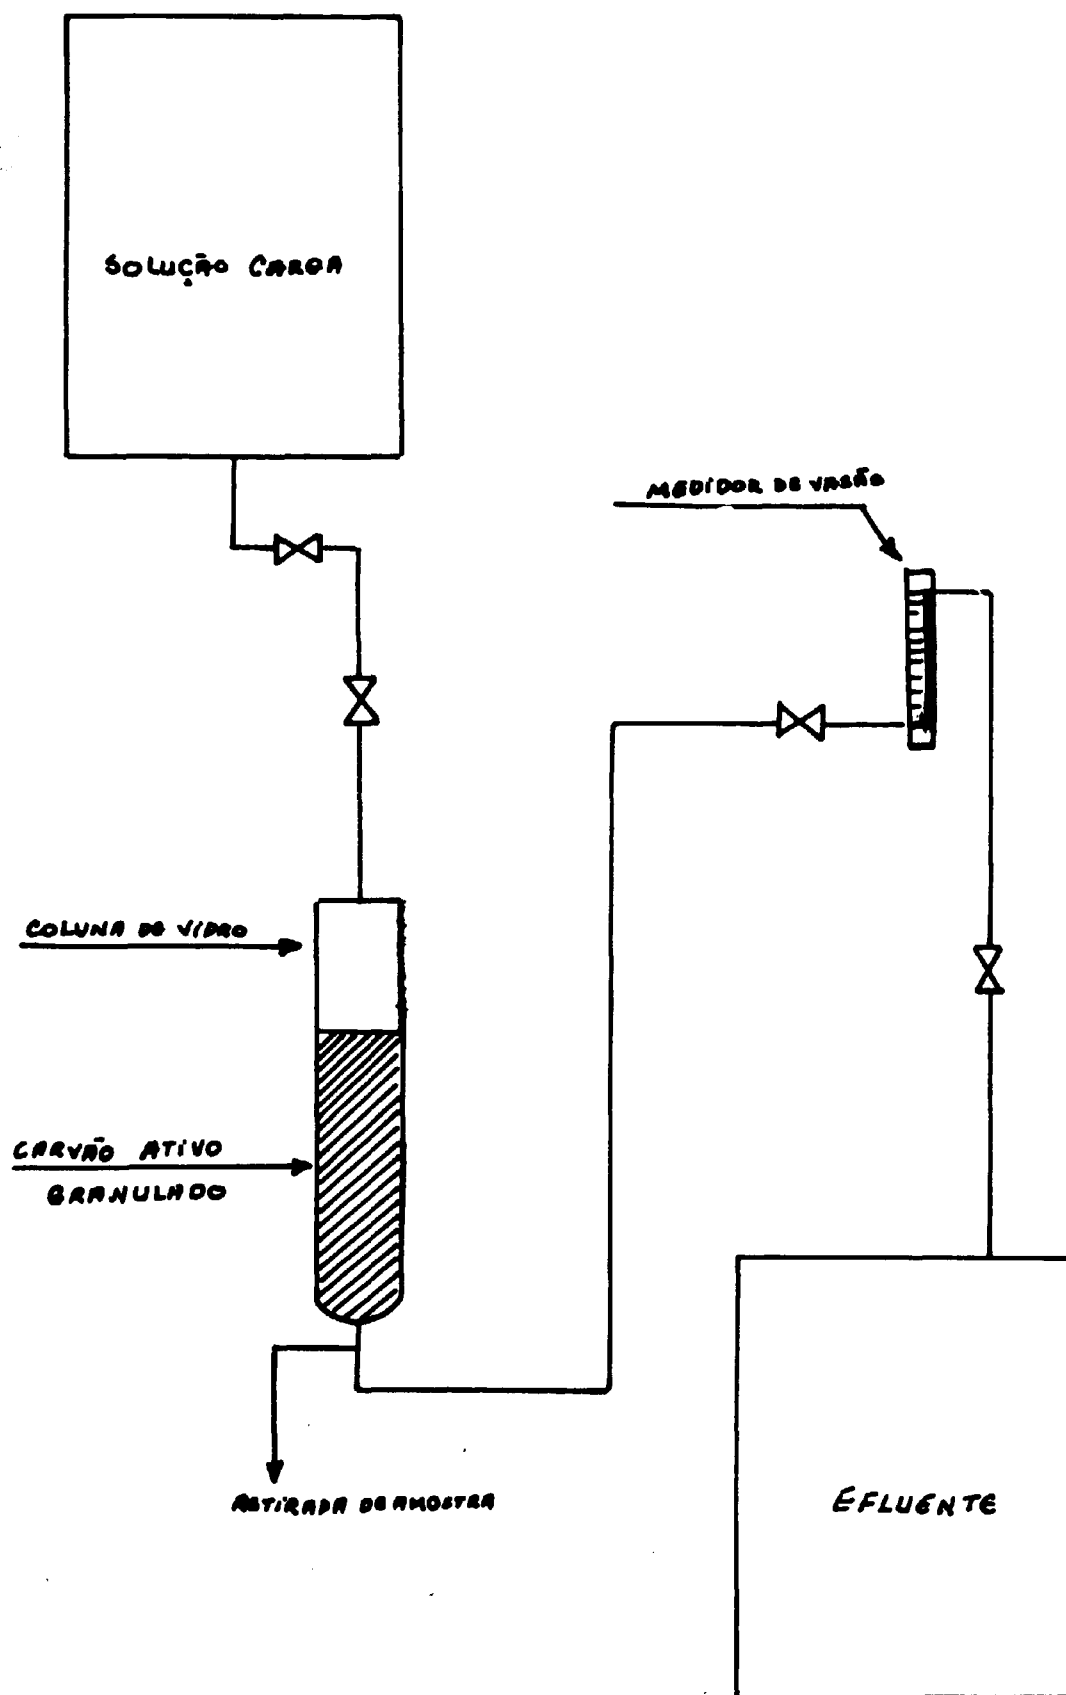 SOLUÇÃO CARGA
MEDIDOR DE VAZÃO
COLUNA DE VIDRO
CARVÃO ATIVO
GRANULADO
RETIRADA DE AMOSTRA
EFLUENTE